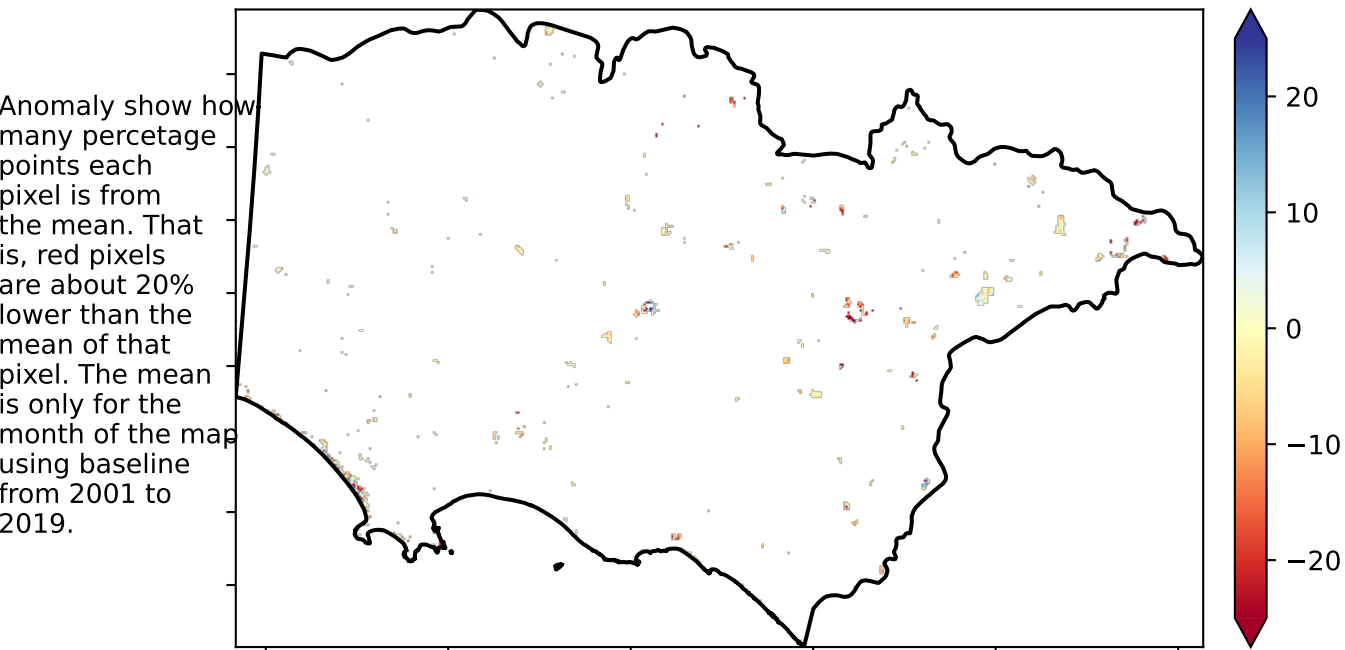 Anomaly show how
many percetage
points each
pixel is from
the mean. That
is, red pixels
are about 20%
lower than the
mean of that
pixel. The mean
is only for the
month of the map
using baseline
from 2001 to
2019.
20
10
0
−10
−20